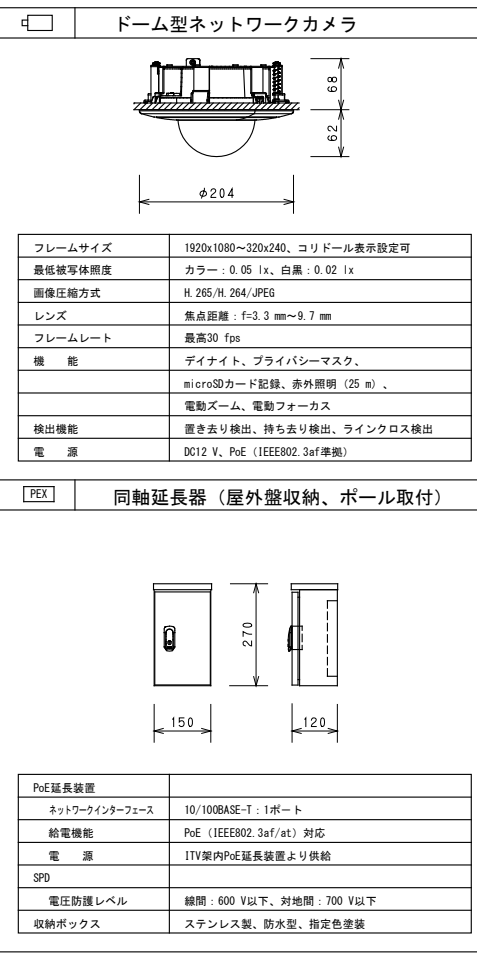 ドーム型ネットワークカメラ
68
62
φ204
フレームサイズ 1920x1080～320x240、コリドール表示設定可
最低被写体照度 カラー：0.05 lx、白黒：0.02 lx
画像圧縮方式 H.265/H.264/JPEG
レンズ 焦点距離：f=3.3 mm～9.7 mm
フレームレート 最高30 fps
機　能 デイナイト、プライバシーマスク、
microSDカード記録、赤外照明（25 m）、
電動ズーム、電動フォーカス
検出機能 置き去り検出、持ち去り検出、ラインクロス検出
電　源 DC12 V、PoE（IEEE802.3af準拠）
PEX 同軸延長器（屋外盤収納、ポール取付）
270
150 120
PoE延長装置
ネットワークインターフェース 10/100BASE-T：1ポート
給電機能 PoE（IEEE802.3af/at）対応
電　源 ITV架内PoE延長装置より供給
SPD
電圧防護レベル 線間：600 V以下、対地間：700 V以下
収納ボックス ステンレス製、防水型、指定色塗装